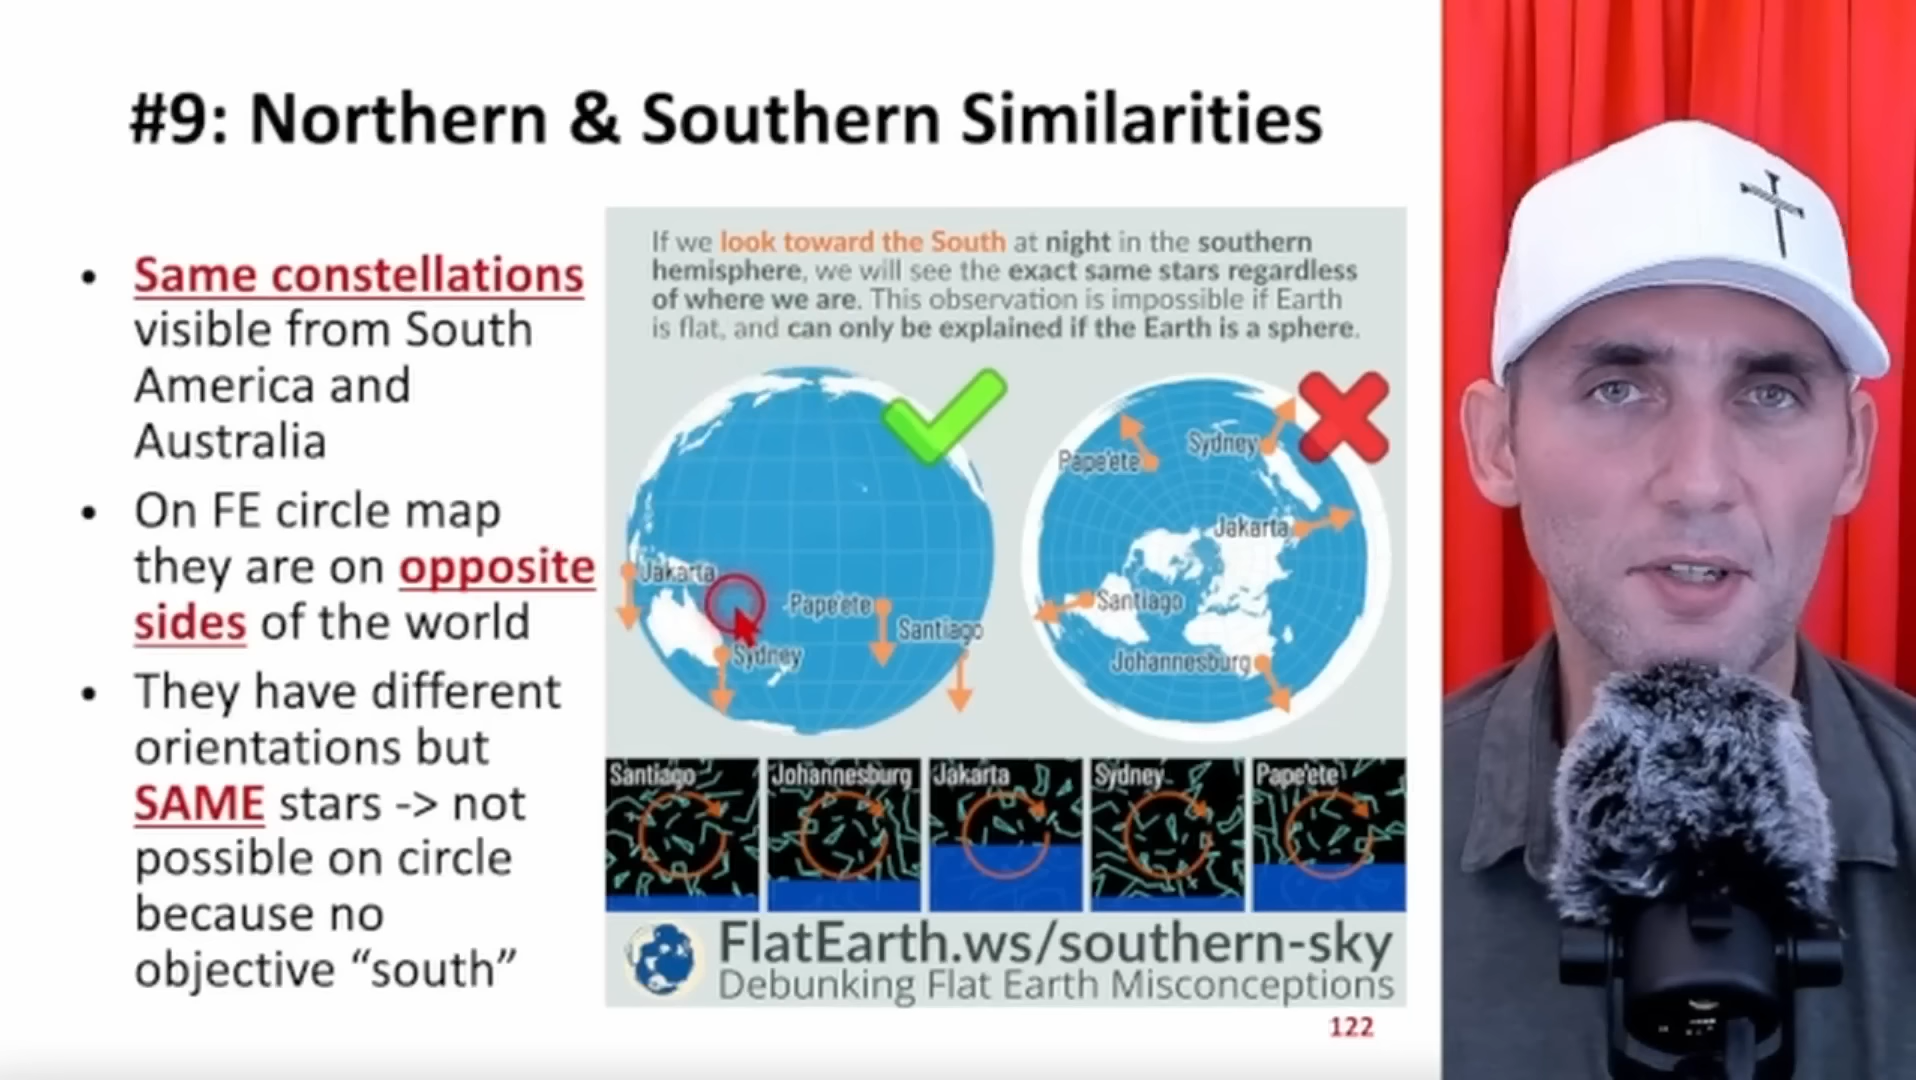 #9: Northern & Southern Similarities
• Same constellations
visible from South
America and
Australia
• On FE circle map
they are on opposite
sides of the world
• They have different
orientations but
SAME stars -> not
possible on circle
because no
objective “south”
If we look toward the South at night in the southern
hemisphere, we will see the exact same stars regardless
of where we are. This observation is impossible if Earth
is flat, and can only be explained if the Earth is a sphere.
Jakarta
Pape'ete
Santiago
Sydney
Pape'ete
Sydney
Jakarta
Santiago
Johannesburg
Santiago
Johannesburg
Jakarta
Sydney
Pape'ete
FlatEarth.ws/southern-sky
Debunking Flat Earth Misconceptions
122